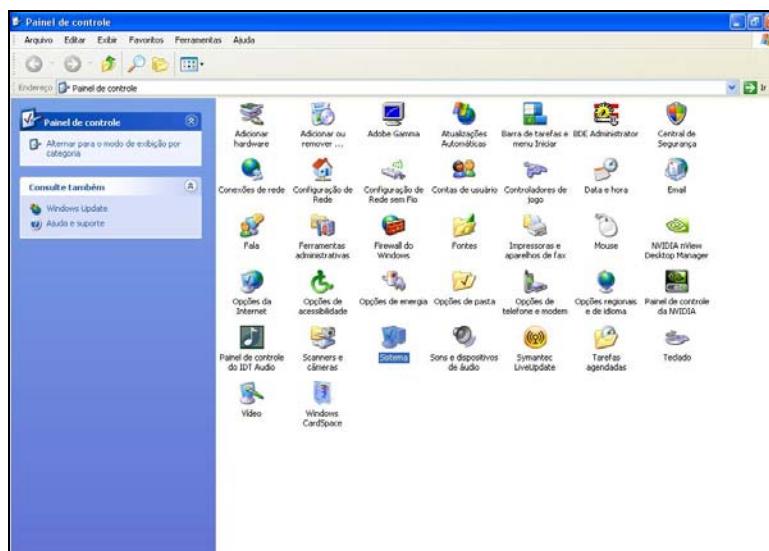 Painel de controle
Arquivo Editar Exibir Favoritos Ferramentas Ajuda
Endereço Painel de controle Ir
Painel de controle
Alternar para o modo de exibição por
categoria
Consulte também
Windows Update
Ajuda e suporte
Adicionar
hardware
Adicionar ou
remover ...
Adobe Gamma
Atualizações
Automáticas
Barra de tarefas e
menu Iniciar
BDE Administrator
Central de
Segurança
Conexões de rede
Configuração de
Rede
Configuração de
Rede sem Fio
Contas de usuário
Controladores de
jogo
Data e hora
Email
Fala
Ferramentas
administrativas
Firewall do
Windows
Fontes
Impressoras e
aparelhos de fax
Mouse
NVIDIA nView
Desktop Manager
Opções da
Internet
Opções de
acessibilidade
Opções de energia
Opções de pasta
Opções de
telefone e modem
Opções regionais
e de idioma
Painel de controle
da NVIDIA
Painel de controle
do IDT Audio
Scanners e
câmeras
Sistema
Sons e dispositivos
de áudio
Symantec
LiveUpdate
Tarefas
agendadas
Teclado
Vídeo
Windows
CardSpace